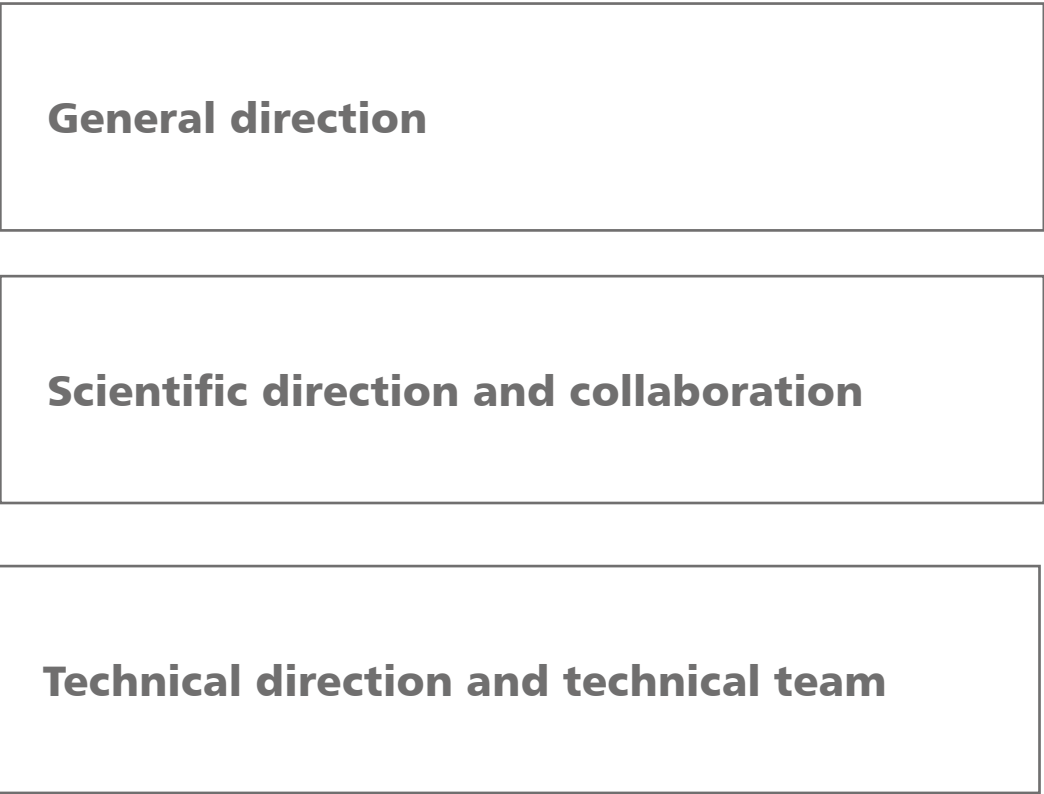 General direction
Scientific direction and collaboration
Technical direction and technical team